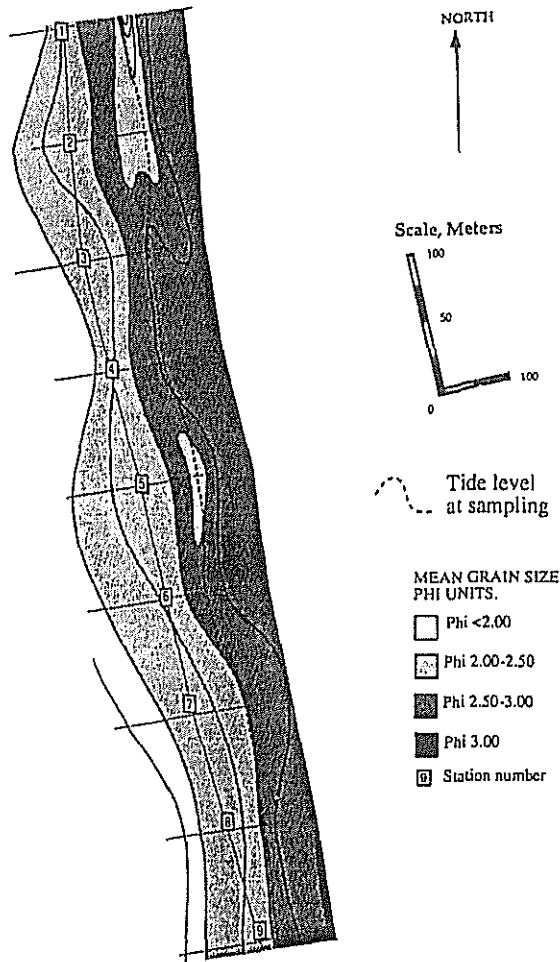 NORTH
Scale, Meters
100
50
0
100
Tide level
at sampling
MEAN GRAIN SIZE
PHI UNITS.
Phi <2.00
Phi 2.00-2.50
Phi 2.50-3.00
Phi 3.00
9 Station number
1
2
3
4
5
6
7
8
9